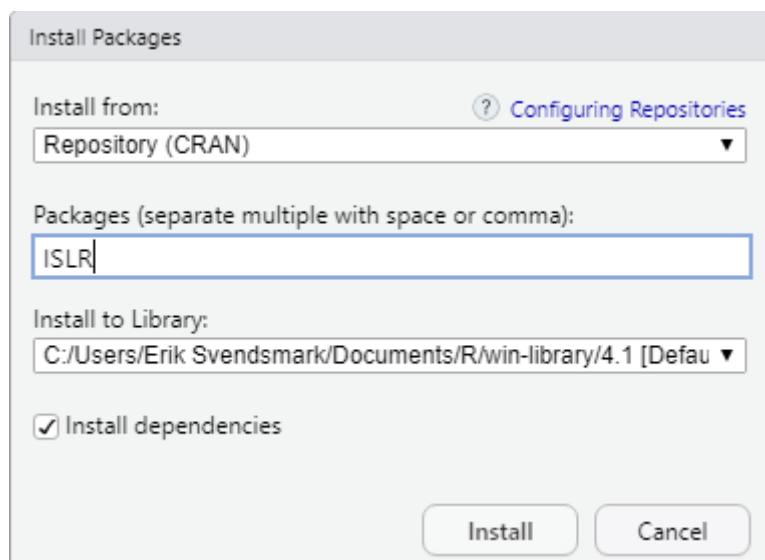 Install Packages
Install from:
? Configuring Repositories
Repository (CRAN)
Packages (separate multiple with space or comma):
ISLR
Install to Library:
C:/Users/Erik Svendsmark/Documents/R/win-library/4.1 [Defau
Install dependencies
Install
Cancel